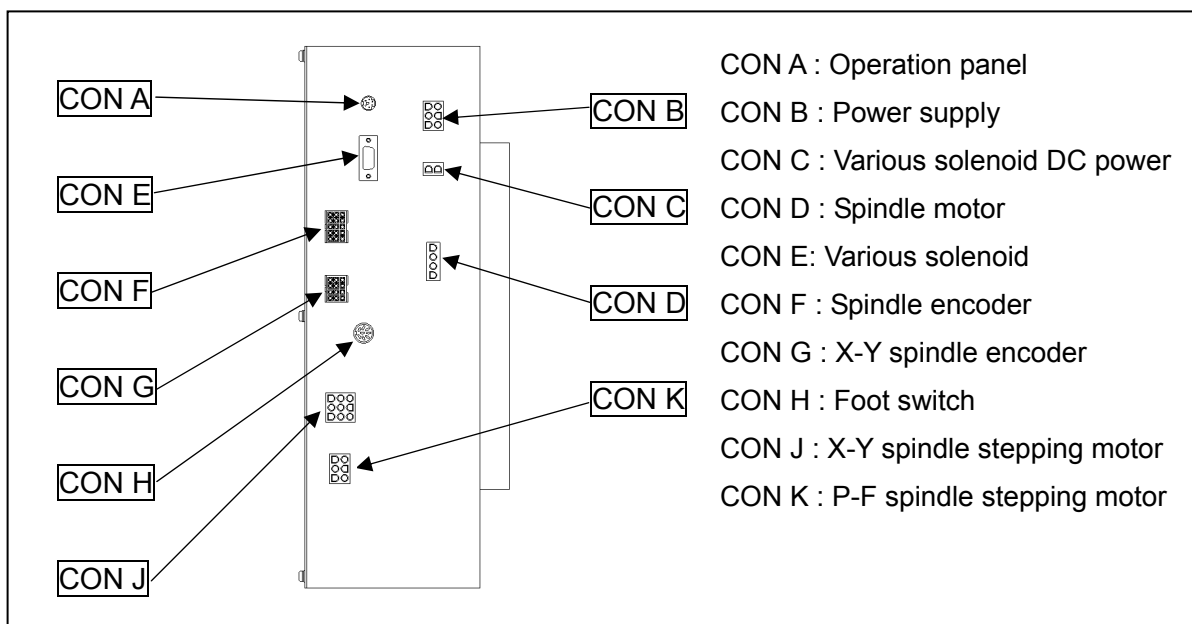 CON A
CON E
CON F
CON G
CON H
CON J
CON B
CON C
CON D
CON K
CON A : Operation panel
CON B : Power supply
CON C : Various solenoid DC power
CON D : Spindle motor
CON E: Various solenoid
CON F : Spindle encoder
CON G : X-Y spindle encoder
CON H : Foot switch
CON J : X-Y spindle stepping motor
CON K : P-F spindle stepping motor